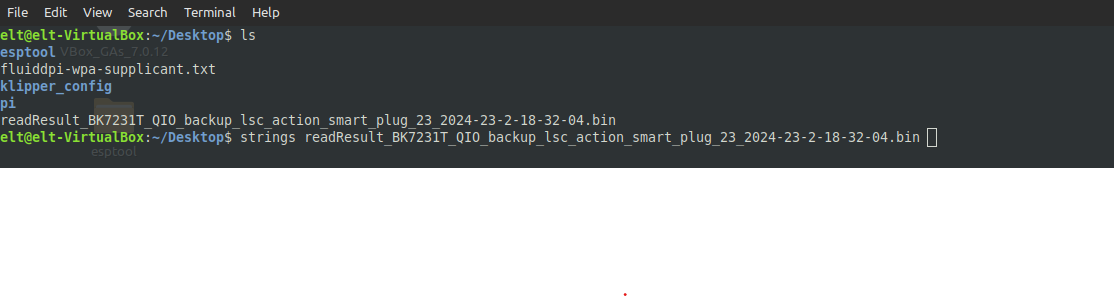 File Edit View Search Terminal Help
elt@elt-VirtualBox:~/Desktop$ ls
esptool VBox_GAs_7.0.12
fluiddpi-wpa-supplicant.txt
klipper_config
pi
readResult_BK7231T_QIO_backup_lsc_action_smart_plug_23_2024-23-2-18-32-04.bin
elt@elt-VirtualBox:~/Desktop$ strings readResult_BK7231T_QIO_backup_lsc_action_smart_plug_23_2024-23-2-18-32-04.bin
esptool